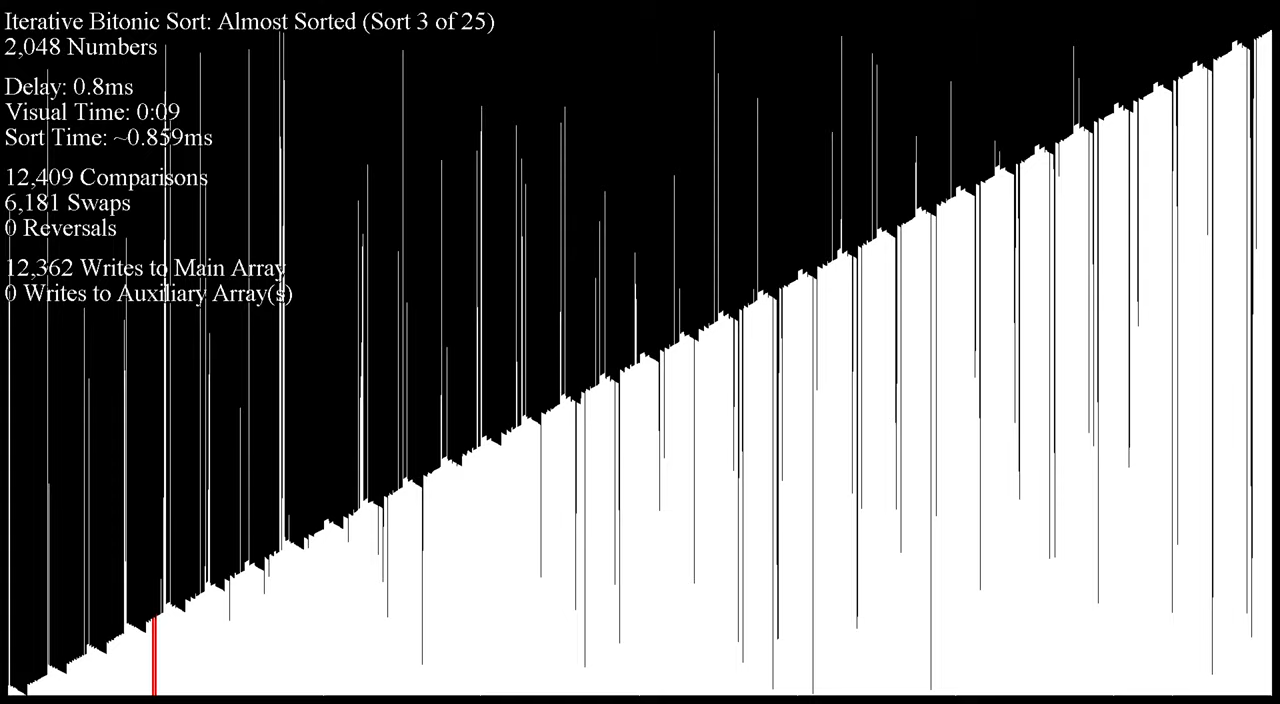 Iterative Bitonic Sort: Almost Sorted (Sort 3 of 25)
2,048 Numbers
Delay: 0.8ms
Visual Time: 0:09
Sort Time: ~0.859ms
12,409 Comparisons
6,181 Swaps
0 Reversals
12,362 Writes to Main Array
0 Writes to Auxiliary Array(s)